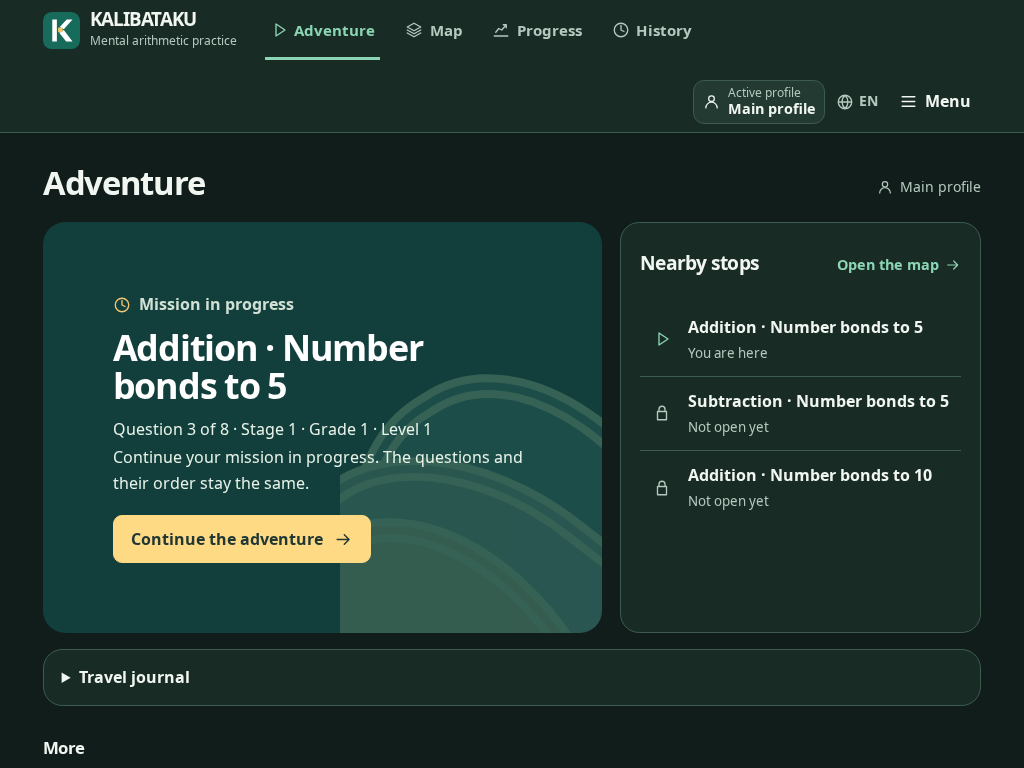 KALIBATAKU
Mental arithmetic practice
Adventure
Map
Progress
History
Active profile
Main profile
EN
Menu
Adventure
Main profile
Mission in progress
Addition · Number
bonds to 5
Question 3 of 8 · Stage 1 · Grade 1 · Level 1
Continue your mission in progress. The questions and
their order stay the same.
Continue the adventure
Nearby stops
Open the map
Addition · Number bonds to 5
You are here
Subtraction · Number bonds to 5
Not open yet
Addition · Number bonds to 10
Not open yet
Travel journal
More